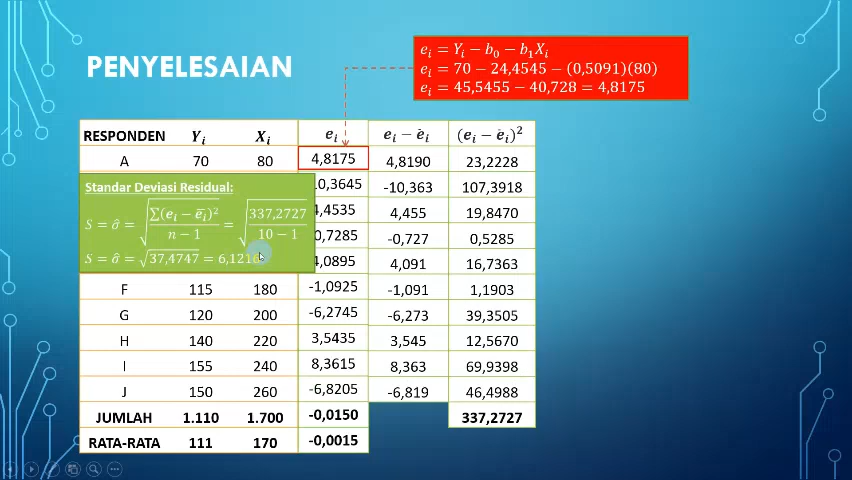 PENYELESAIAN
e_i = Y_i − b_0 − b_1X_i
e_i = 70 − 24,4545 − (0,5091)(80)
e_i = 45,5455 − 40,728 = 4,8175
RESPONDEN Y_i X_i e_i e_i − ē_i (e_i − ē_i)²
A 70 80 4,8175 4,8190 23,2228
0,3645 -10,363 107,3918
4,4535 4,455 19,8470
0,7285 -0,727 0,5285
4,0895 4,091 16,7363
Standar Deviasi Residual:
S = σ̂ = √(∑(e_i − ē_i)² / n − 1) = √(337,2727 / 10 − 1)
S = σ̂ = √37,4747 = 6,121
F 115 180 -1,0925 -1,091 1,1903
G 120 200 -6,2745 -6,273 39,3505
H 140 220 3,5435 3,545 12,5670
I 155 240 8,3615 8,363 69,9398
J 150 260 -6,8205 -6,819 46,4988
JUMLAH 1.110 1.700 -0,0150 337,2727
RATA-RATA 111 170 -0,0015